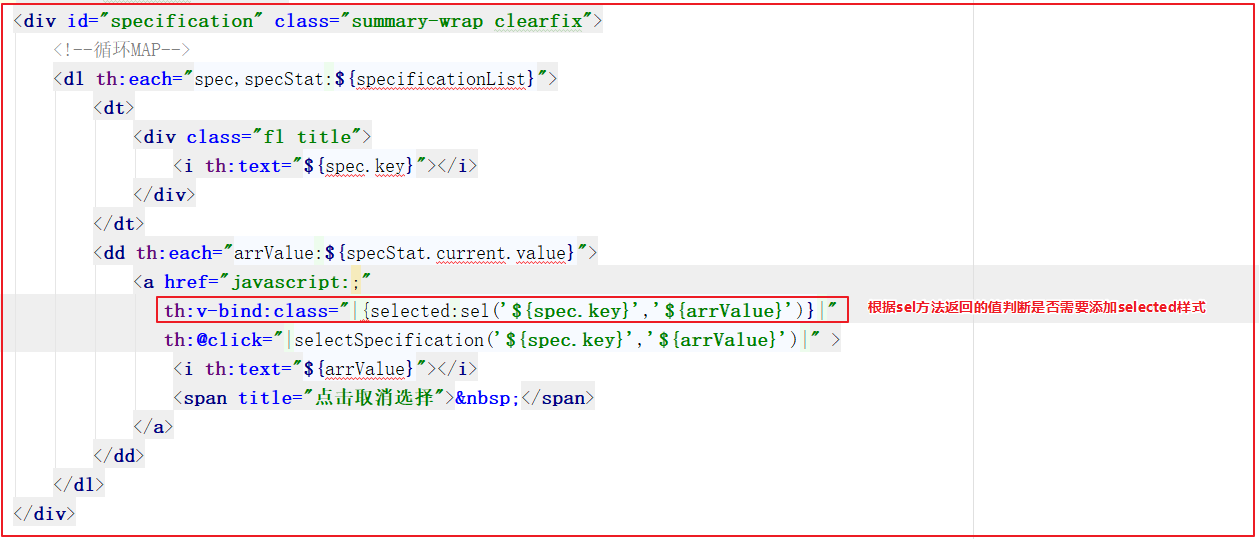 <div id="specification" class="summary-wrap clearfix">
<!--循环MAP-->
<dl th:each="spec,specStat:${specificationList}">
<dt>
<div class="fl title">
<i th:text="${spec.key}"></i>
</div>
</dt>
<dd th:each="arrValue:${specStat.current.value}">
<a href="javascript:;"
th:v-bind:class="|{selected:sel('${spec.key}','${arrValue}')}|" 根据sel方法返回的值判断是否需要添加selected样式
th:@click="|selectSpecification('${spec.key}','${arrValue}')|" >
<i th:text="${arrValue}"></i>
<span title="点击取消选择">&nbsp;</span>
</a>
</dd>
</dl>
</div>